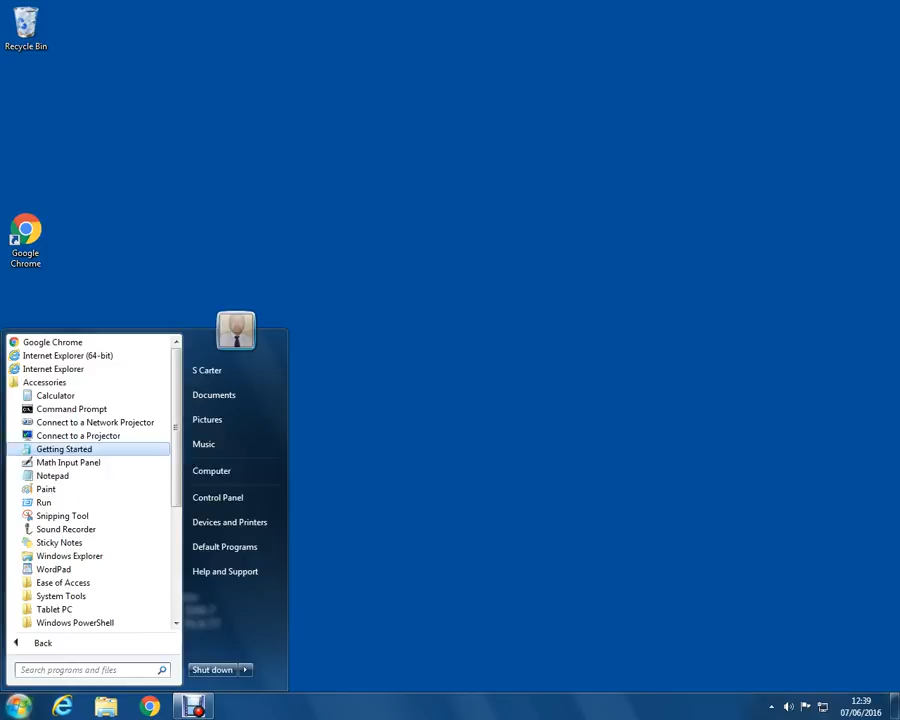 Recycle Bin
Google
Chrome
Google Chrome
Internet Explorer (64-bit)
Internet Explorer
Accessories
Calculator
Command Prompt
Connect to a Network Projector
Connect to a Projector
Getting Started
Math Input Panel
Notepad
Paint
Run
Snipping Tool
Sound Recorder
Sticky Notes
Windows Explorer
WordPad
Ease of Access
System Tools
Tablet PC
Windows PowerShell
Back
Search programs and files
S Carter
Documents
Pictures
Music
Computer
Control Panel
Devices and Printers
Default Programs
Help and Support
Shut down
12:39
07/06/2016